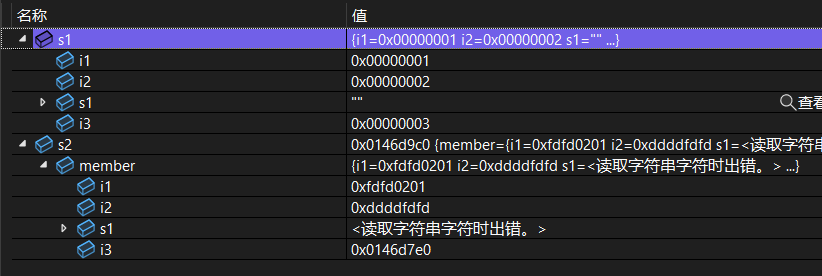 名称 值
s1 {i1=0x00000001 i2=0x00000002 s1="" ...}
i1 0x00000001
i2 0x00000002
s1 "" 查看
i3 0x00000003
s2 0x0146d9c0 {member={i1=0xfdfd0201 i2=0xddddfdfd s1=<读取字符串字
member {i1=0xfdfd0201 i2=0xddddfdfd s1=<读取字符串字符时出错。> ...}
i1 0xfdfd0201
i2 0xddddfdfd
s1 <读取字符串字符时出错。>
i3 0x0146d7e0